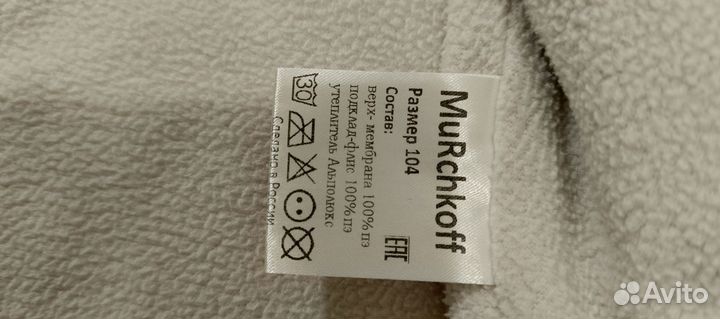 MuRchkoff
Размер 104
Состав:
верх- мембрана 100% пэ
подклад-флис 100% пэ
утеплитель Альполюкс
30
Сделано в России
EAC
Avito